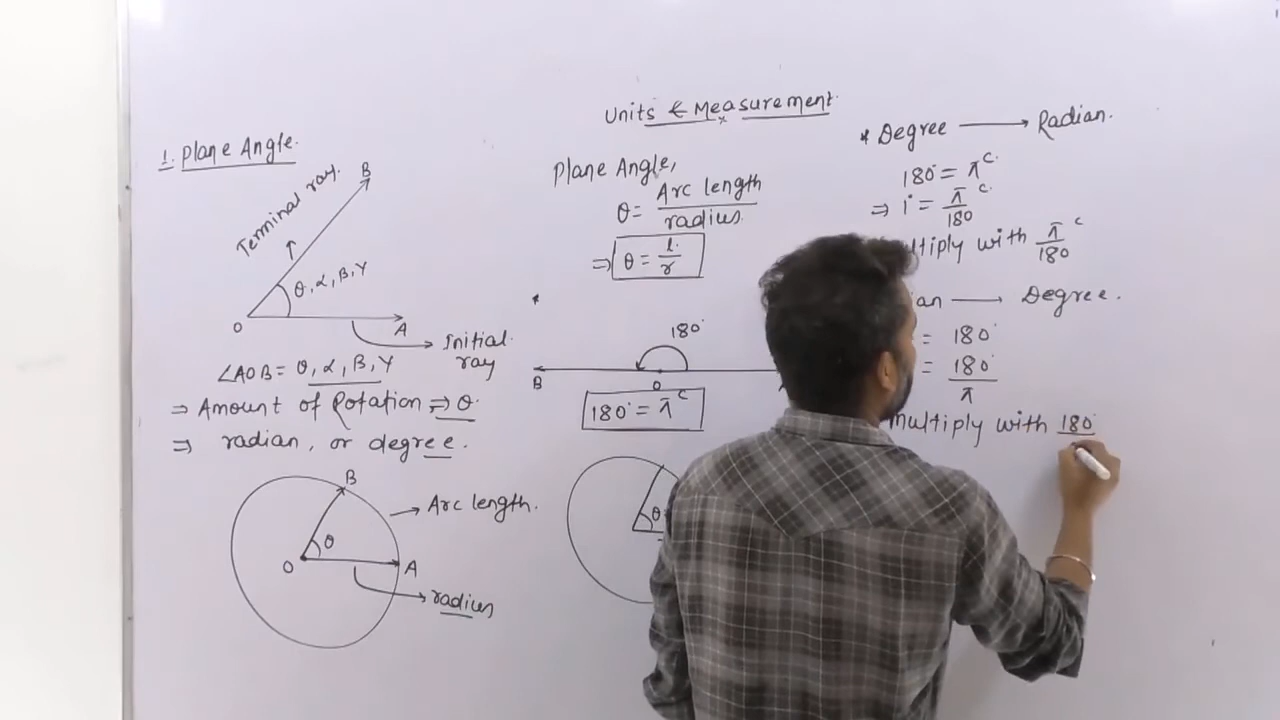 Units & Measurement.
1. Plane Angle.
B
Terminal ray.
θ, α, β, γ
O
A
Initial
ray
∠AOB = θ, α, β, γ
⇒ Amount of Rotation, ⇒ θ.
⇒ radian, or degree.
B
→ Arc length.
θ
O
A
radius
Plane Angle,
θ = Arc length
radius
⇒ θ = l
r
*
180°
B
O
180° = π^c
θ
* Degree → Radian.
180° = π^c
⇒ 1° = π^c
180
with π^c
180
Degree.
= 180°
= 180°
π
Multiply with 180°